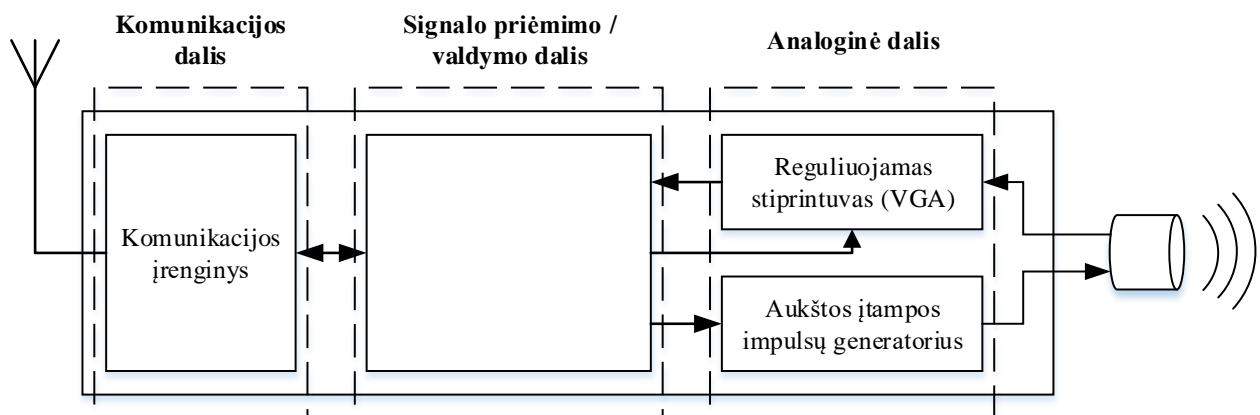 Komunikacijos
dalis
Signalo priėmimo /
valdymo dalis
Analoginė dalis
Komunikacijos
įrenginys
Reguliuojamas
stiprintuvas (VGA)
Aukštos įtampos
impulsų generatorius